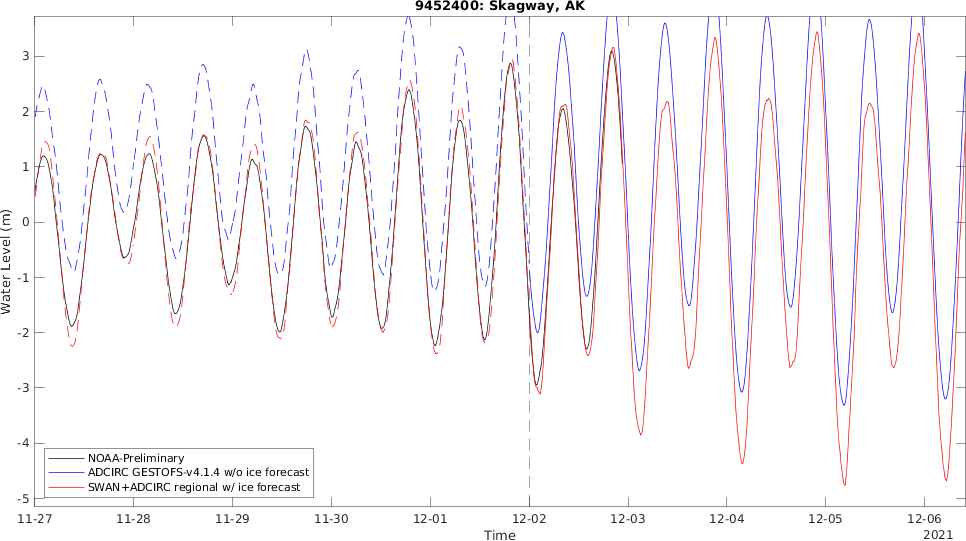 9452400: Skagway, AK
3
2
1
0
-1
-2
-3
-4
-5
Water Level (m)
NOAA-Preliminary
ADCIRC GESTOFS-v4.1.4 w/o ice forecast
SWAN+ADCIRC regional w/ ice forecast
11-27 11-28 11-29 11-30 12-01 12-02 12-03 12-04 12-05 12-06
Time
2021